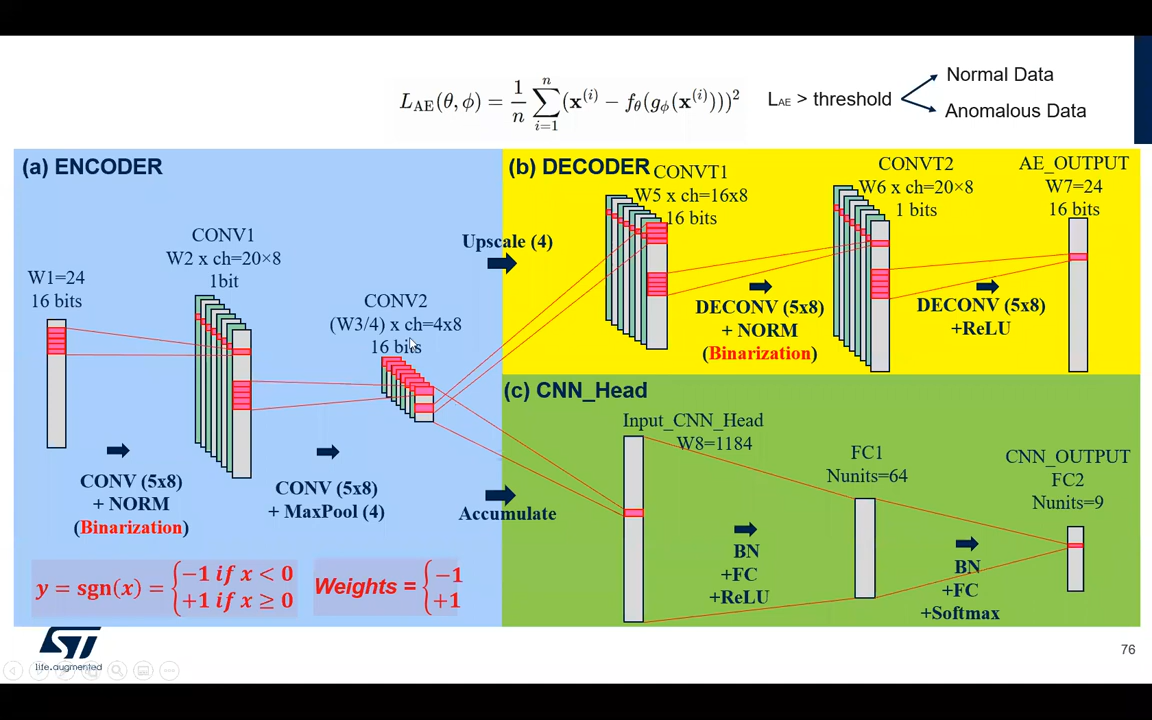 L_AE(θ, ϕ) = 1/n ∑_{i=1}^{n} (x^(i) − f_θ(g_ϕ(x^(i))))²
L_AE > threshold
Normal Data
Anomalous Data
(a) ENCODER
W1=24
16 bits
CONV1
W2 x ch=20×8
1bit
CONV2
(W3/4) x ch=4x8
16 bits
CONV (5x8)
+ NORM
(Binarization)
CONV (5x8)
+ MaxPool (4)
Upscale (4)
Accumulate
y = sgn(x) = { −1 if x < 0
+1 if x ≥ 0
Weights = { −1
+1
(b) DECODER
CONVT1
W5 x ch=16x8
16 bits
CONVT2
W6 x ch=20×8
1 bits
AE_OUTPUT
W7=24
16 bits
DECONV (5x8)
+ NORM
(Binarization)
DECONV (5x8)
+ReLU
(c) CNN_Head
Input_CNN_Head
W8=1184
FC1
Nunits=64
CNN_OUTPUT
FC2
Nunits=9
BN
+FC
+ReLU
BN
+FC
+Softmax
ST
life.augmented
76